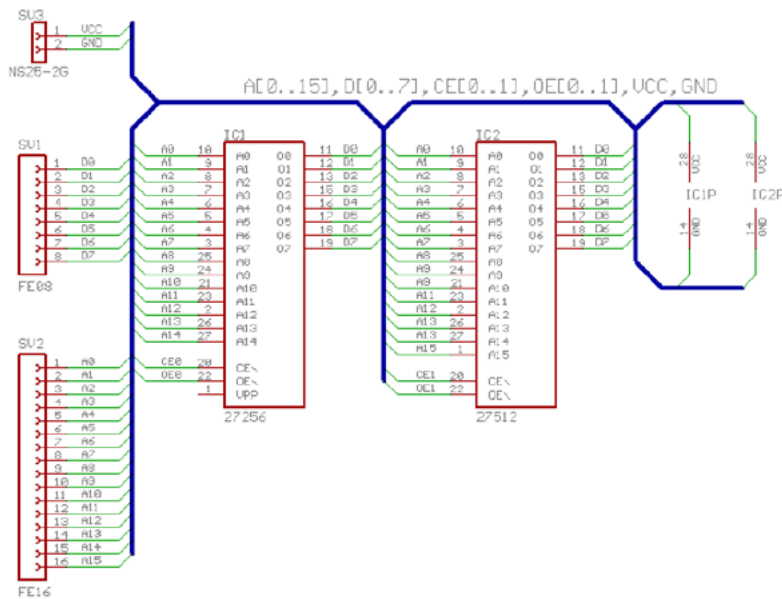 SV3
1 VCC
2 GND
NS25-2G
A[0..15],D[0..7],CE[0..1],OE[0..1],VCC,GND
SV1
1 D0
2 D1
3 D2
4 D3
5 D4
6 D5
7 D6
8 D7
FE08
SV2
1 A0
2 A1
3 A2
4 A3
5 A4
6 A5
7 A6
8 A7
9 A8
10 A9
11 A10
12 A11
13 A12
14 A13
15 A14
16 A15
FE16
IC1
A0 10 A0 O0 11 D0
A1 9 A1 O1 12 D1
A2 8 A2 O2 13 D2
A3 7 A3 O3 15 D3
A4 6 A4 O4 16 D4
A5 5 A5 O5 17 D5
A6 4 A6 O6 18 D6
A7 3 A7 O7 19 D7
A8 25 A8
A9 24 A9
A10 21 A10
A11 23 A11
A12 2 A12
A13 26 A13
A14 27 A14
CE0 20 CE\
OE0 22 OE\
1 VPP
27256
IC2
A0 10 A0 O0 11 D0
A1 9 A1 O1 12 D1
A2 8 A2 O2 13 D2
A3 7 A3 O3 15 D3
A4 6 A4 O4 16 D4
A5 5 A5 O5 17 D5
A6 4 A6 O6 18 D6
A7 3 A7 O7 19 D7
A8 25 A8
24 A9
A9 21 A10
A11 23 A11
A12 2 A12
A13 26 A13
A13 27 A14
A15 1 A15
CE1 20 CE\
OE1 22 OE\
27512
28 VCC
IC1P
14 GND
28 VCC
IC2P
14 GND